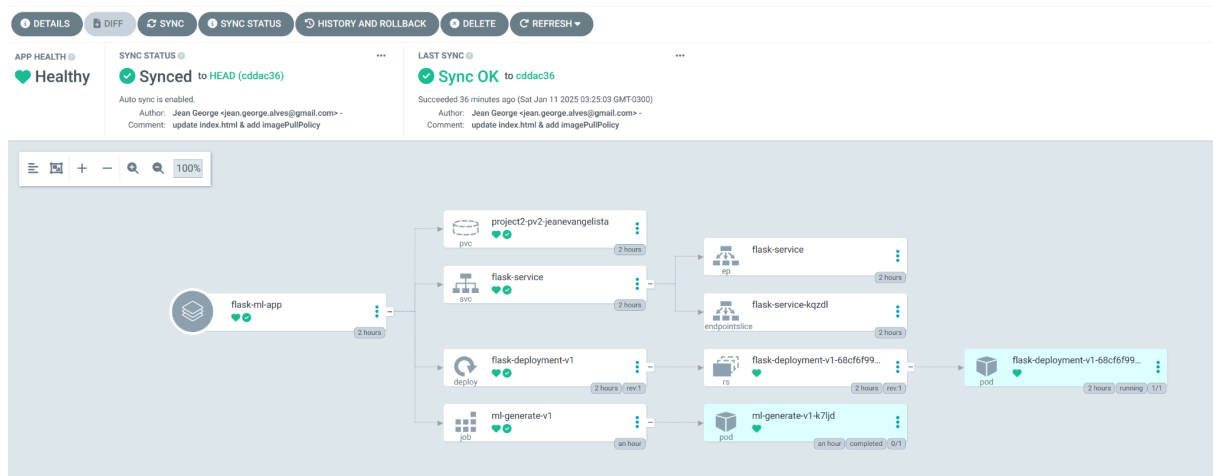 DETAILS DIFF SYNC SYNC STATUS HISTORY AND ROLLBACK DELETE REFRESH
APP HEALTH
Healthy
SYNC STATUS
Synced to HEAD (cddac36)
Auto sync is enabled.
Author: Jean George <jean.george.alves@gmail.com> -
Comment: update index.html & add imagePullPolicy
LAST SYNC
Sync OK to cddac36
Succeeded 36 minutes ago (Sat Jan 11 2025 03:25:03 GMT-0300)
Author: Jean George <jean.george.alves@gmail.com> -
Comment: update index.html & add imagePullPolicy
100%
flask-ml-app
2 hours
project2-pv2-jeanevangelista
pvc
2 hours
flask-service
svc
2 hours
flask-service
ep
2 hours
flask-service-kqzdl
endpointslice
2 hours
flask-deployment-v1
deploy
2 hours rev:1
flask-deployment-v1-68cf6f99...
rs
2 hours rev:1
flask-deployment-v1-68cf6f99...
pod
2 hours running 1/1
ml-generate-v1
job
an hour
ml-generate-v1-k7ljd
pod
an hour completed 0/1